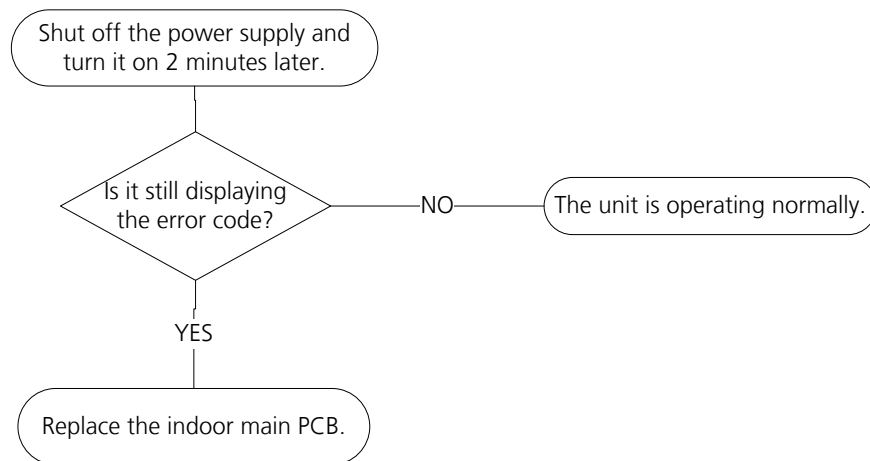 Shut off the power supply and
turn it on 2 minutes later.
Is it still displaying
the error code?
NO
The unit is operating normally.
YES
Replace the indoor main PCB.